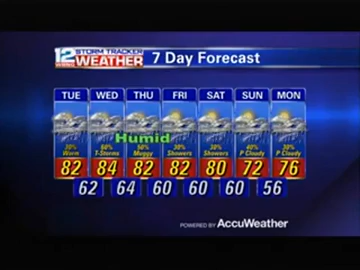 12 STORM TRACKER
WEATHER 7 Day Forecast
TUE WED THU FRI SAT SUN MON
Humid
30% 60% 50% 30% 30% 40% 30%
Warm T-Storms Muggy Showers Showers P Cloudy P Cloudy
82 84 82 82 80 72 76
62 64 60 60 60 56
POWERED BY AccuWeather